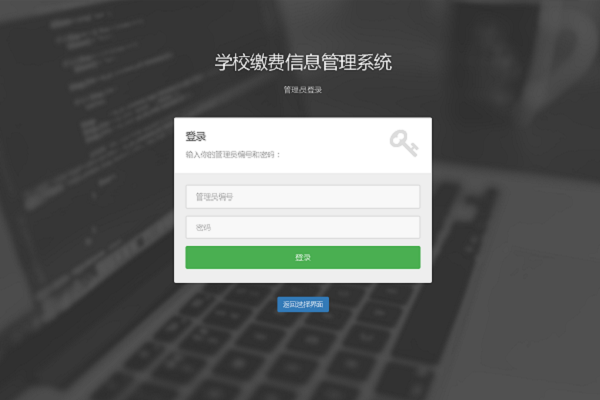 学校缴费信息管理系统
管理员登录
登录
输入你的管理员编号和密码：
管理员编号
密码
登录
返回选择界面